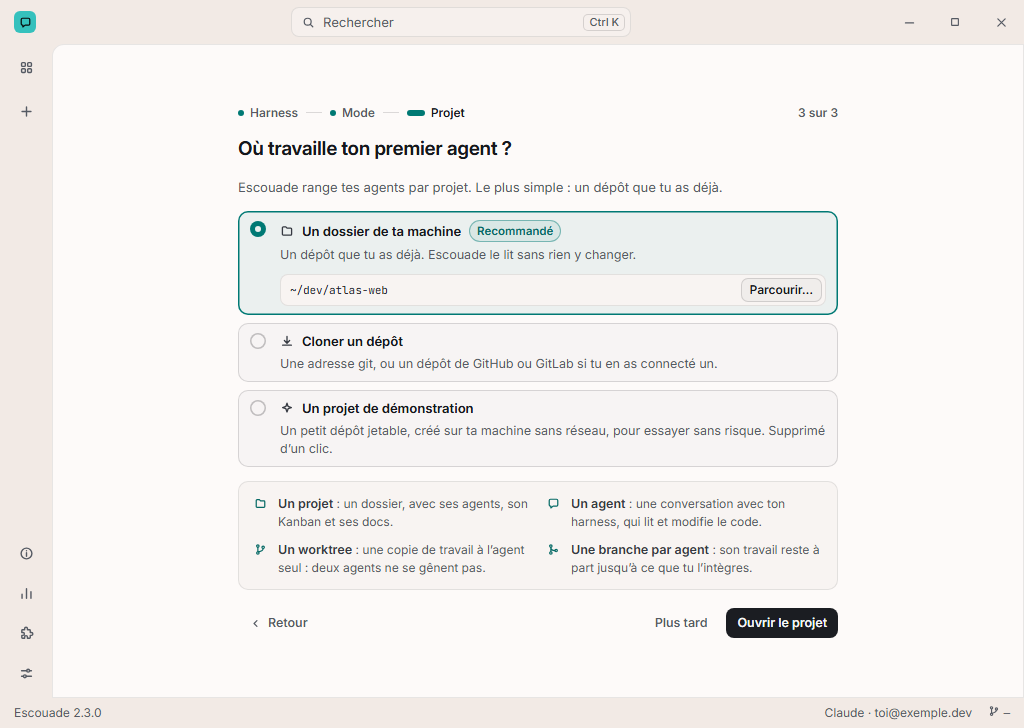 Rechercher
Ctrl K
Harness
Mode
Projet
3 sur 3
Où travaille ton premier agent ?
Escouade range tes agents par projet. Le plus simple : un dépôt que tu as déjà.
Un dossier de ta machine
Recommandé
Un dépôt que tu as déjà. Escouade le lit sans rien y changer.
~/dev/atlas-web
Parcourir...
Cloner un dépôt
Une adresse git, ou un dépôt de GitHub ou GitLab si tu en as connecté un.
Un projet de démonstration
Un petit dépôt jetable, créé sur ta machine sans réseau, pour essayer sans risque. Supprimé
d’un clic.
Un projet : un dossier, avec ses agents, son
Kanban et ses docs.
Un agent : une conversation avec ton
harness, qui lit et modifie le code.
Un worktree : une copie de travail à l’agent
seul : deux agents ne se gênent pas.
Une branche par agent : son travail reste à
part jusqu’à ce que tu l’intègres.
Retour
Plus tard
Ouvrir le projet
Escouade 2.3.0
Claude · toi@exemple.dev
–